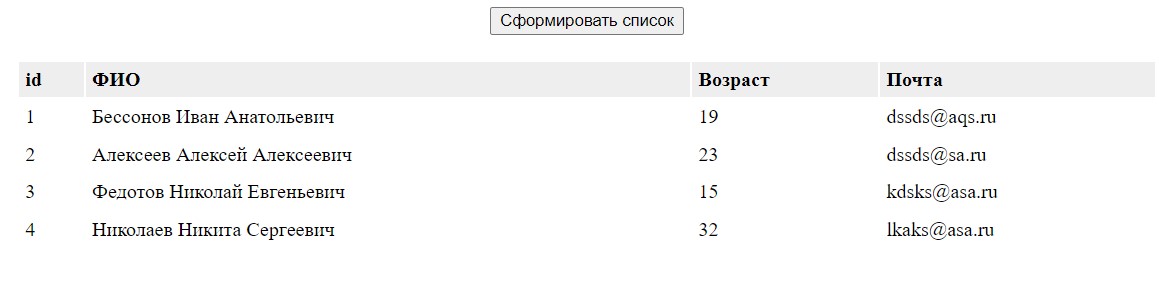 Сформировать список
id ФИО Возраст Почта
1 Бессонов Иван Анатольевич 19 dssds@aqs.ru
2 Алексеев Алексей Алексеевич 23 dssds@sa.ru
3 Федотов Николай Евгеньевич 15 kdsks@asa.ru
4 Николаев Никита Сергеевич 32 lkaks@asa.ru